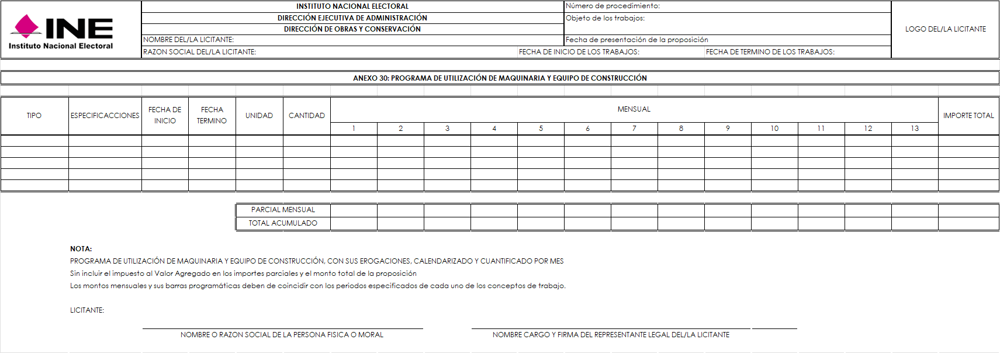 INE
Instituto Nacional Electoral
INSTITUTO NACIONAL ELECTORAL
DIRECCIÓN EJECUTIVA DE ADMINISTRACIÓN
DIRECCIÓN DE OBRAS Y CONSERVACIÓN
NOMBRE DEL/LA LICITANTE:
Número de procedimiento:
Objeto de los trabajos:
Fecha de presentación de la proposición
RAZON SOCIAL DEL/LA LICITANTE: FECHA DE INICIO DE LOS TRABAJOS: FECHA DE TERMINO DE LOS TRABAJOS:
LOGO DEL/LA LICITANTE
ANEXO 30: PROGRAMA DE UTILIZACIÓN DE MAQUINARIA Y EQUIPO DE CONSTRUCCIÓN
TIPO
ESPECIFICACCIONES
FECHA DE
INICIO
FECHA
TERMINO
UNIDAD
CANTIDAD
MENSUAL
1 2 3 4 5 6 7 8 9 10 11 12 13
IMPORTE TOTAL
PARCIAL MENSUAL
TOTAL ACUMULADO
NOTA:
PROGRAMA DE UTILIZACIÓN DE MAQUINARIA Y EQUIPO DE CONSTRUCCIÓN, CON SUS EROGACIONES, CALENDARIZADO Y CUANTIFICADO POR MES
Sin incluir el impuesto al Valor Agregado en los importes parciales y el monto total de la proposición
Los montos mensuales y sus barras programáticas deben de coincidir con los periodos especificados de cada uno de los conceptos de trabajo.
LICITANTE:
NOMBRE O RAZON SOCIAL DE LA PERSONA FISICA O MORAL
NOMBRE CARGO Y FIRMA DEL REPRESENTANTE LEGAL DEL/LA LICITANTE